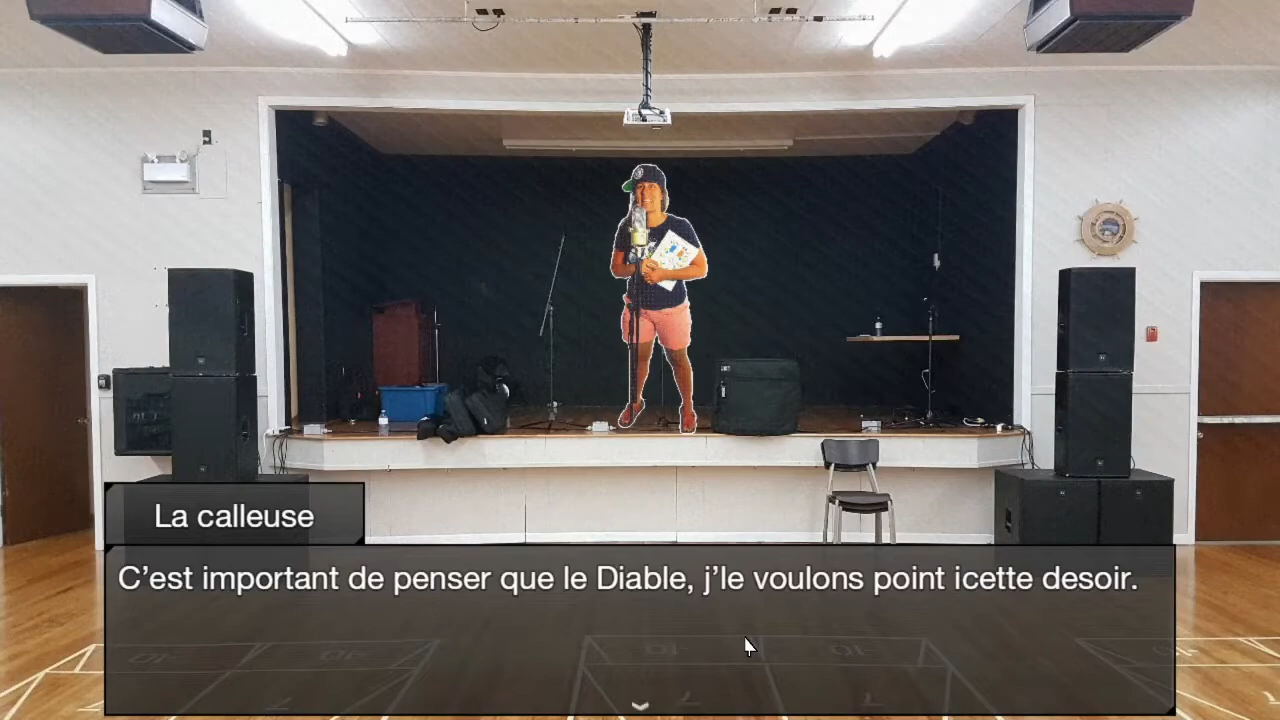 La calleuse
C’est important de penser que le Diable, j’le voulons point icette desoir.